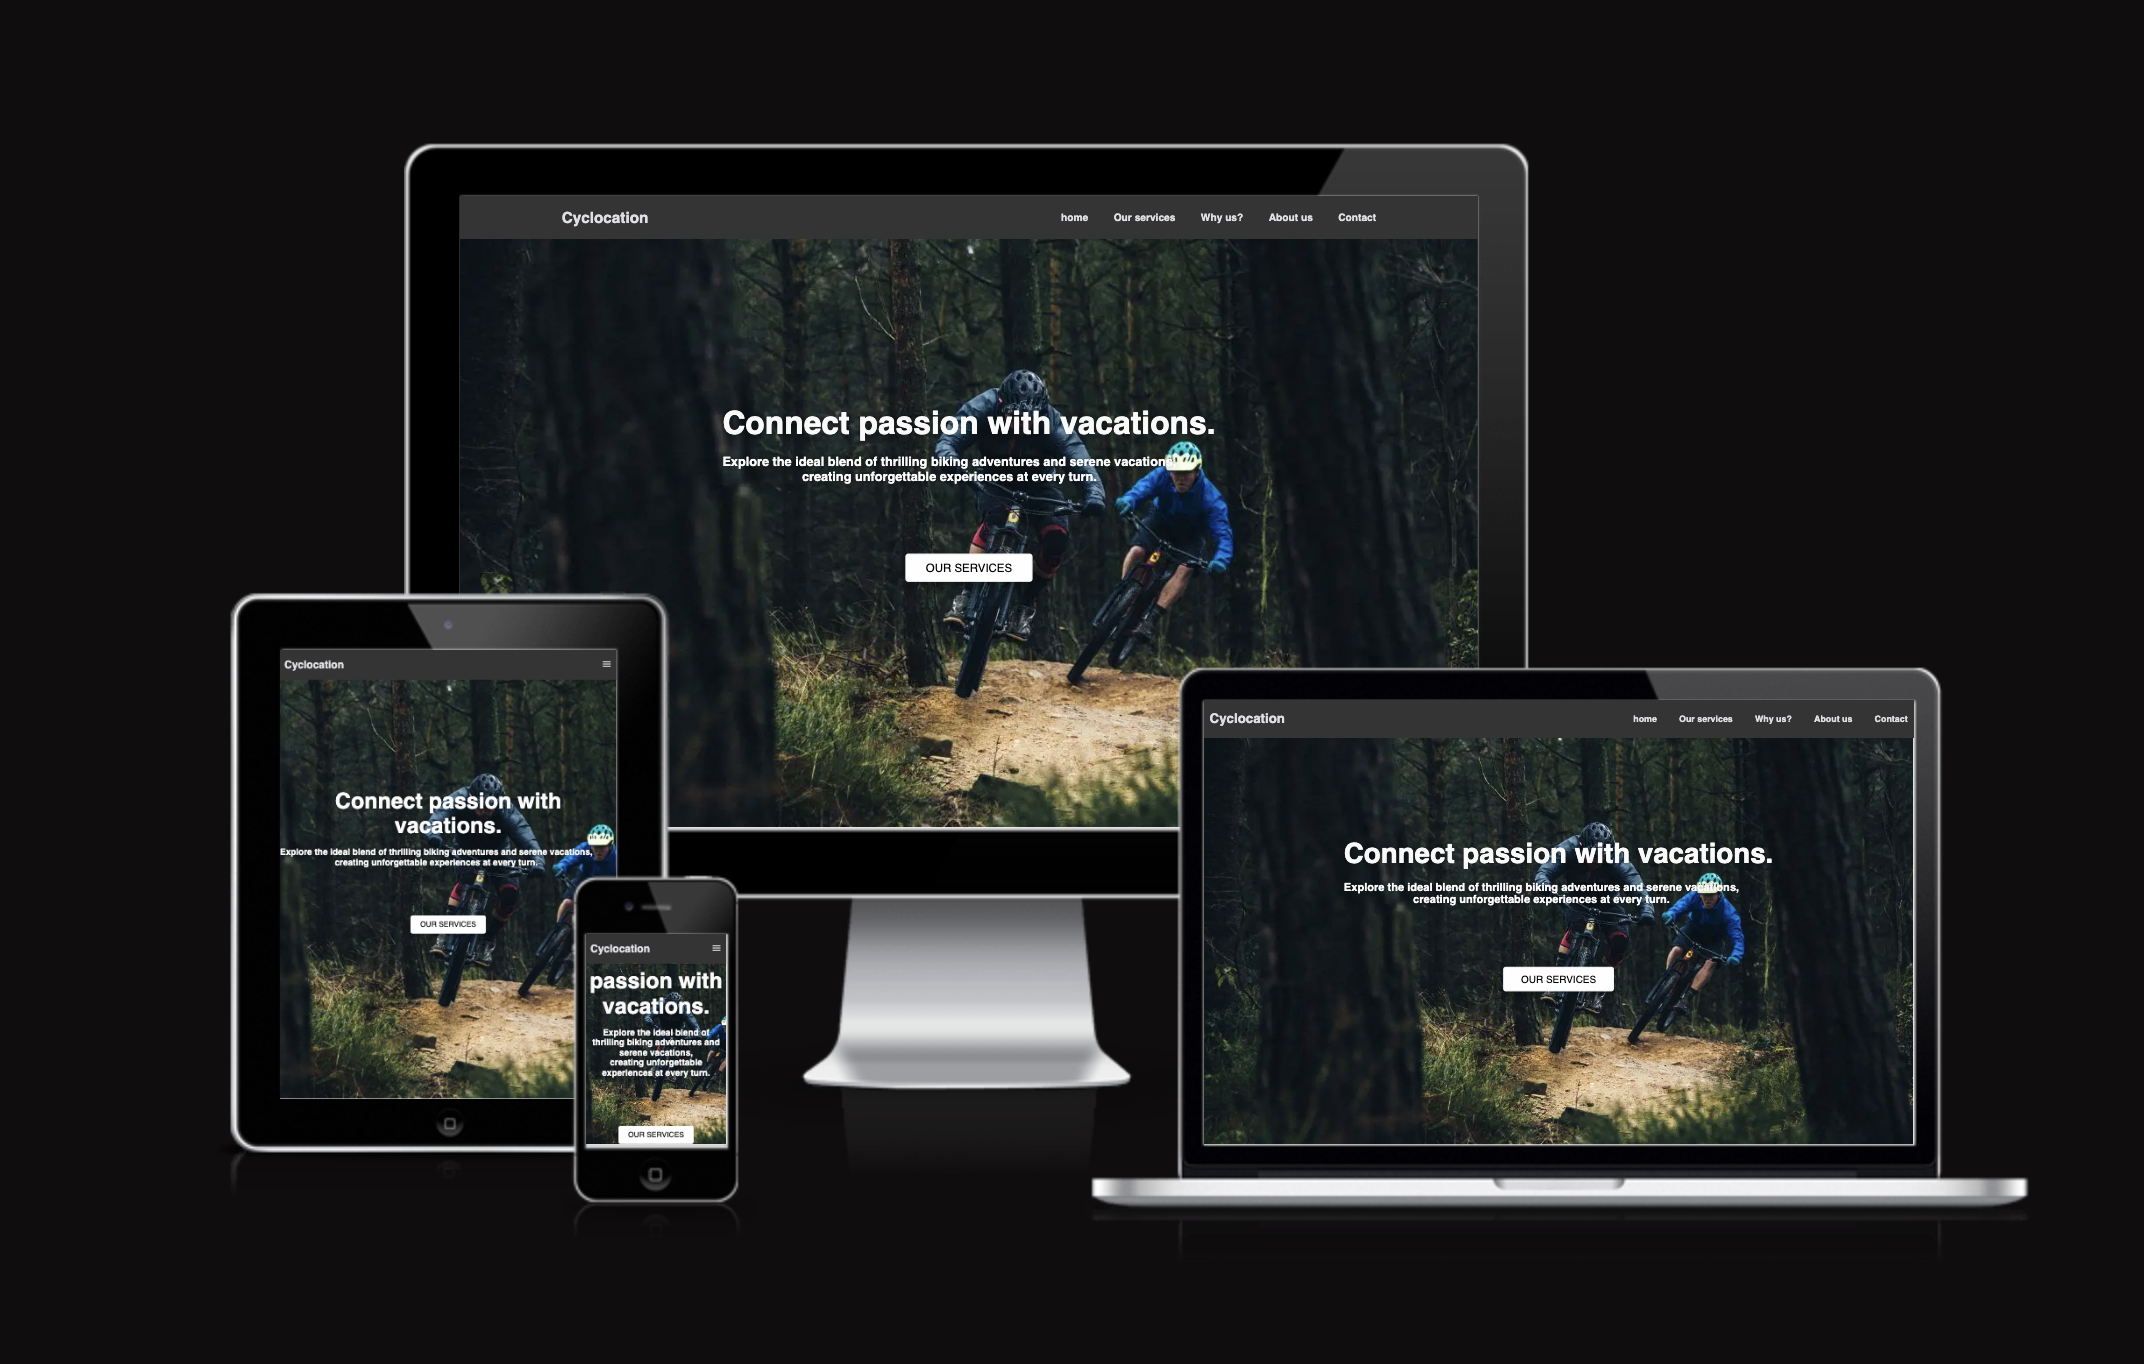 Cyclocation
home Our services Why us? About us Contact
Connect passion with vacations.
Explore the ideal blend of thrilling biking adventures and serene vacations,
creating unforgettable experiences at every turn.
OUR SERVICES
Cyclocation
Connect passion with
vacations.
Explore the ideal blend of thrilling biking adventures and serene vacations,
creating unforgettable experiences at every turn.
OUR SERVICES
Cyclocation
passion with
vacations.
Explore the ideal blend of
thrilling biking adventures and
serene vacations,
creating unforgettable
experiences at every turn.
OUR SERVICES
Cyclocation
home Our services Why us? About us Contact
Connect passion with vacations.
Explore the ideal blend of thrilling biking adventures and serene vacations,
creating unforgettable experiences at every turn.
OUR SERVICES